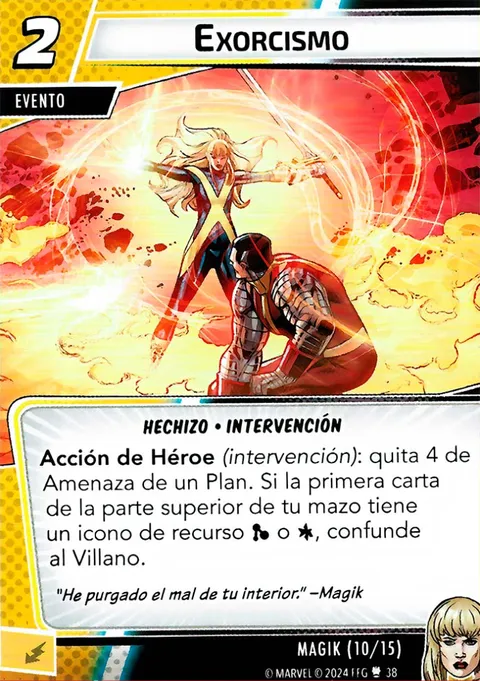 2
EXORCISMO
EVENTO
HECHIZO • INTERVENCIÓN
Acción de Héroe (intervención): quita 4 de
Amenaza de un Plan. Si la primera carta
de la parte superior de tu mazo tiene
un icono de recurso o , confunde
al Villano.
"He purgado el mal de tu interior." –Magik
MAGIK (10/15)
© MARVEL © 2024 FFG 38